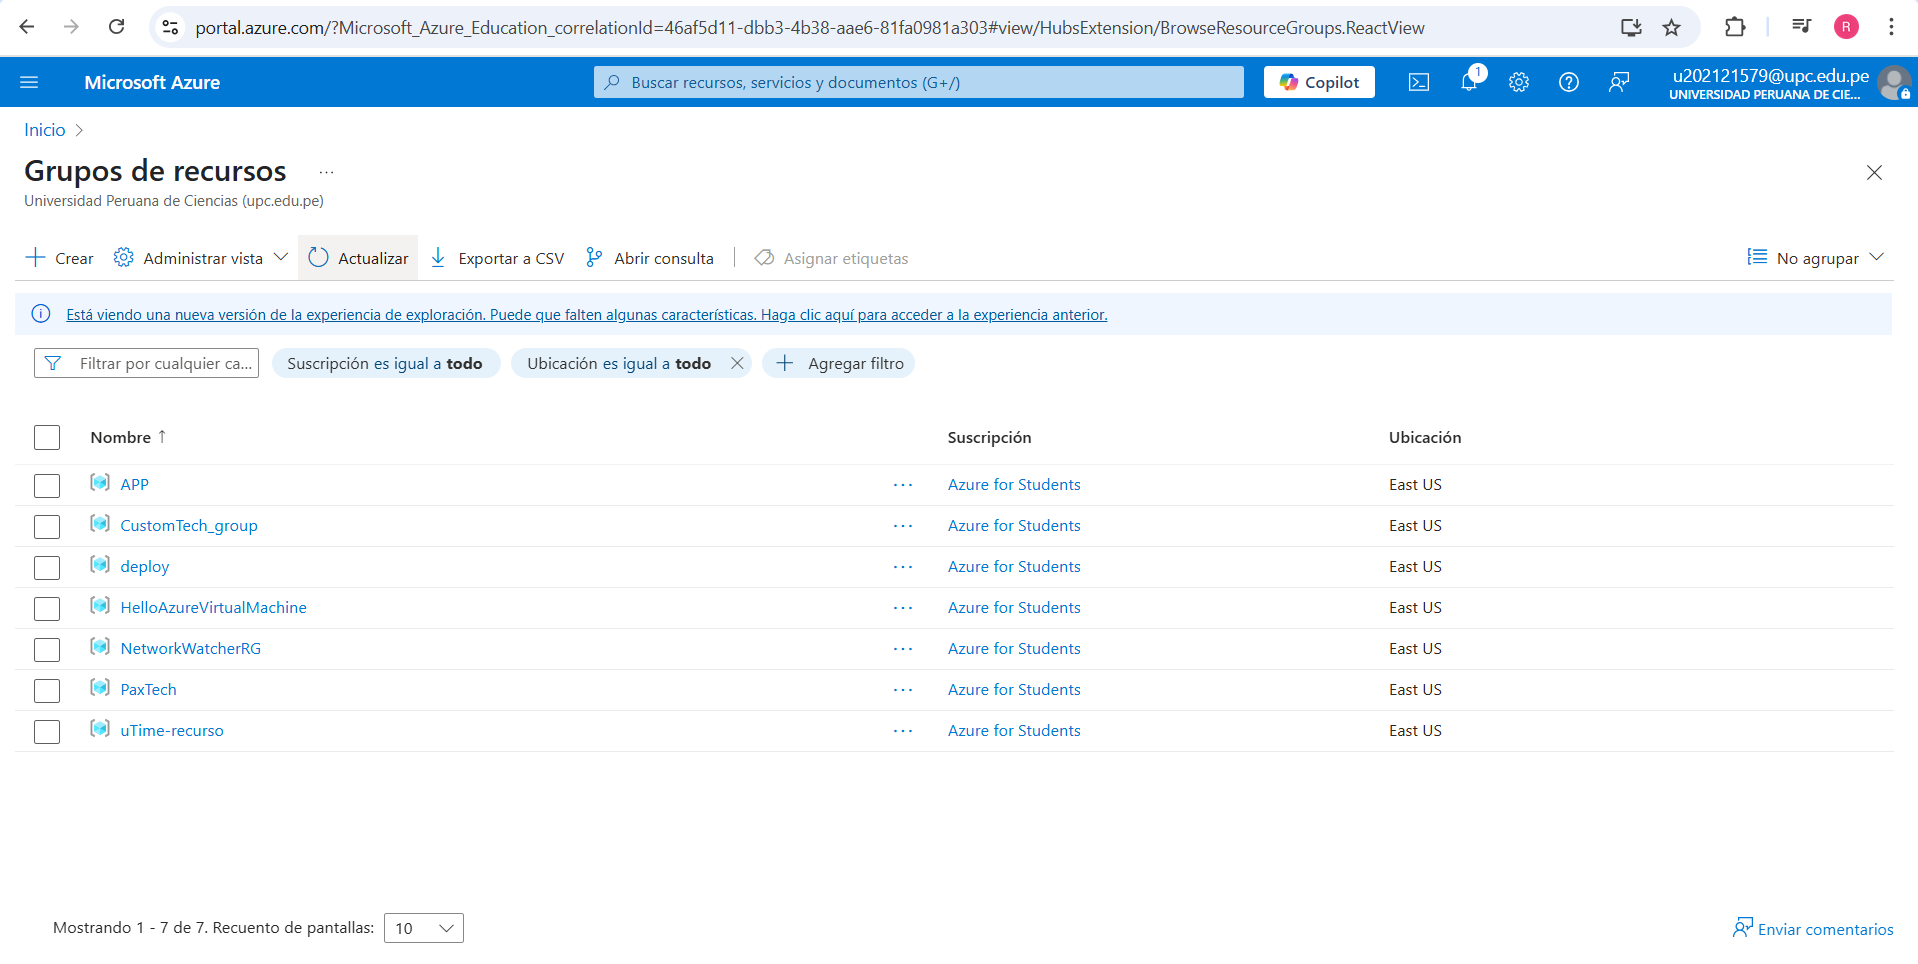 portal.azure.com/?Microsoft_Azure_Education_correlationId=46af5d11-dbb3-4b38-aae6-81fa0981a303#view/HubsExtension/BrowseResourceGroups.ReactView
R
Microsoft Azure
Buscar recursos, servicios y documentos (G+/)
Copilot
1
u202121579@upc.edu.pe
UNIVERSIDAD PERUANA DE CIE...
Inicio
Grupos de recursos
Universidad Peruana de Ciencias (upc.edu.pe)
Crear
Administrar vista
Actualizar
Exportar a CSV
Abrir consulta
Asignar etiquetas
No agrupar
Está viendo una nueva versión de la experiencia de exploración. Puede que falten algunas características. Haga clic aquí para acceder a la experiencia anterior.
Filtrar por cualquier ca...
Suscripción es igual a todo
Ubicación es igual a todo
Agregar filtro
Nombre ↑ Suscripción Ubicación
APP Azure for Students East US
CustomTech_group Azure for Students East US
deploy Azure for Students East US
HelloAzureVirtualMachine Azure for Students East US
NetworkWatcherRG Azure for Students East US
PaxTech Azure for Students East US
uTime-recurso Azure for Students East US
Mostrando 1 - 7 de 7. Recuento de pantallas: 10
Enviar comentarios